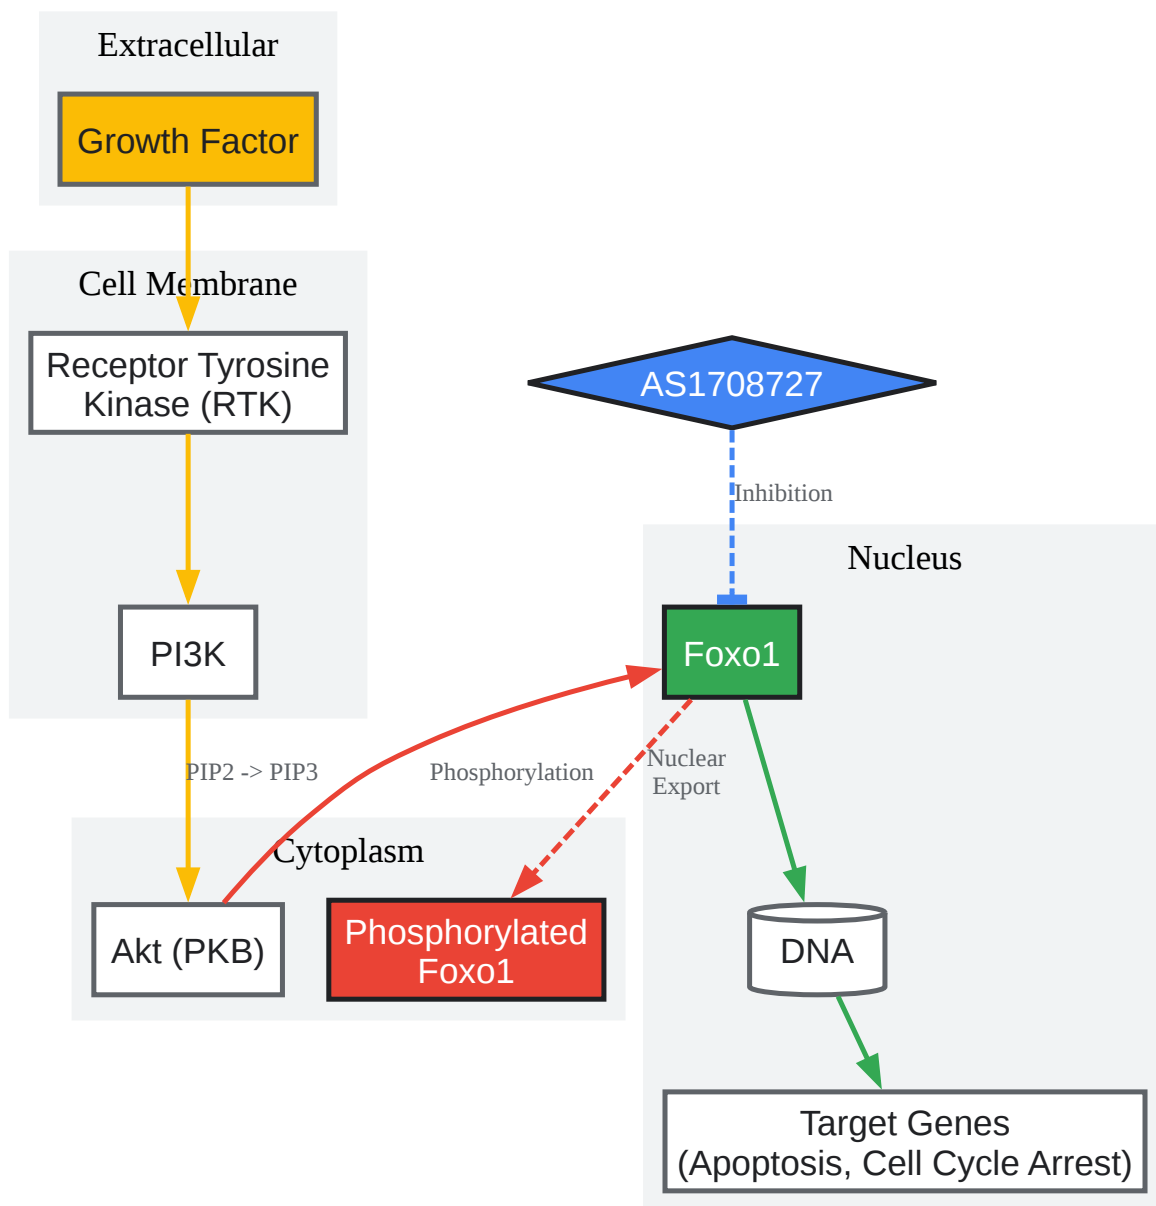 Extracellular
Growth Factor
Cell Membrane
Receptor Tyrosine
Kinase (RTK)
AS1708727
Inhibition
Nucleus
PI3K
Foxo1
PIP2 -> PIP3
Phosphorylation
Nuclear
Export
Cytoplasm
Akt (PKB)
Phosphorylated
Foxo1
DNA
Target Genes
(Apoptosis, Cell Cycle Arrest)